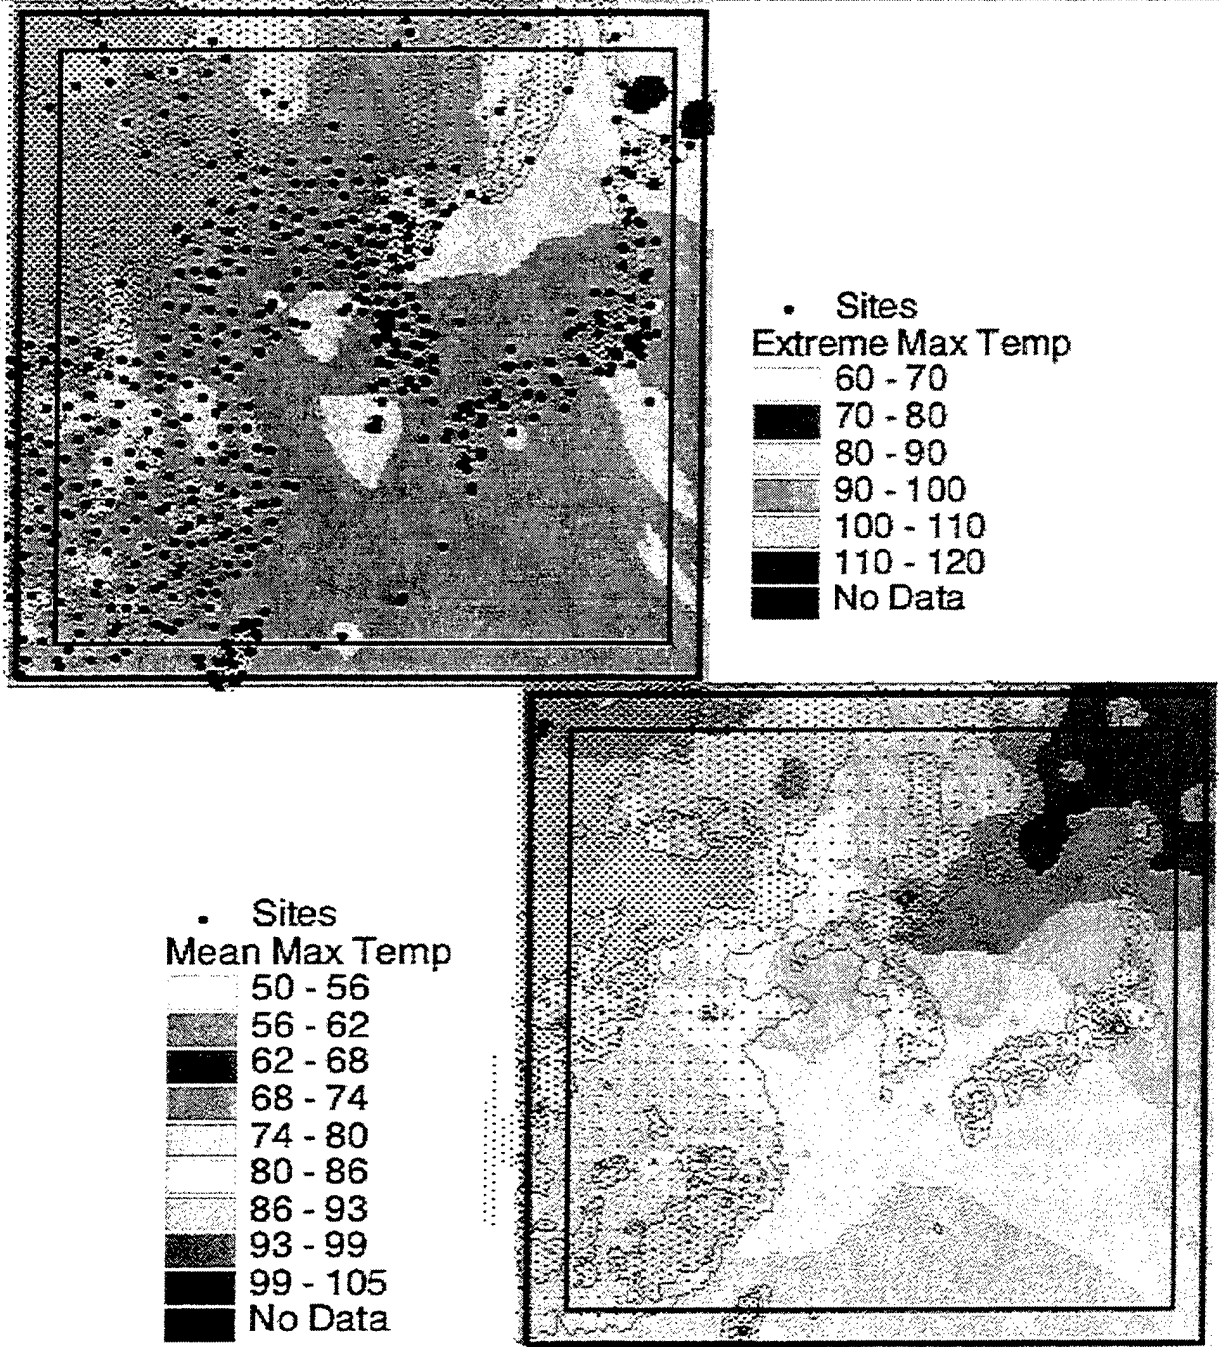 Sites
Extreme Max Temp
60 - 70
70 - 80
80 - 90
90 - 100
100 - 110
110 - 120
No Data
Sites
Mean Max Temp
50 - 56
56 - 62
62 - 68
68 - 74
74 - 80
80 - 86
86 - 93
93 - 99
99 - 105
No Data